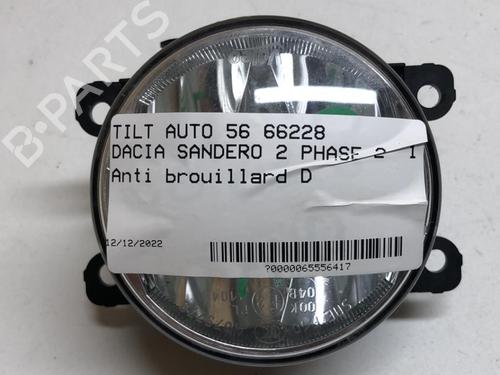 B-PARTS
TILT AUTO 56 66228
DACIA SANDERO 2 PHASE 2 1
Anti brouillard D
12/12/2022
?0000065556417